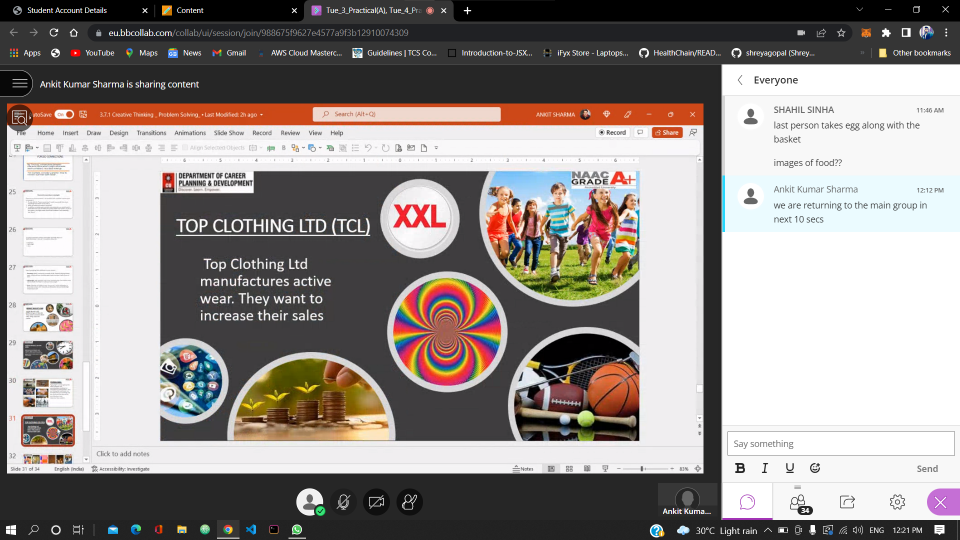 Student Account Details
Content
Tue_3_Practical(A), Tue_4_Pr
eu.bbcollab.com/collab/ui/session/join/988675f9627e4577a9f3b12910074309
Apps
YouTube
Maps
News
Gmail
AWS Cloud Masterc...
Guidelines | TCS Co...
Introduction-to-JSX...
iFyx Store - Laptops...
HealthChain/READ...
shreyagopal (Shrey...
»
Other bookmarks
Ankit Kumar Sharma is sharing content
AutoSave
On
3.7.1 Creative Thinking _ Problem Solving_ • Last Modified: 2h ago
Search (Alt+Q)
ANKIT SHARMA
File Home Insert Draw Design Transitions Animations Slide Show Record Review View Help
Record
Share
Align Selected Objects
25
26
27
28
29
30
31
32
DEPARTMENT OF CAREER
PLANNING & DEVELOPMENT
NAAC
GRADE A+
TOP CLOTHING LTD (TCL)
XXL
Top Clothing Ltd
manufactures active
wear. They want to
increase their sales
Click to add notes
Slide 31 of 34
English (India)
Accessibility: Investigate
Notes
83%
Ankit Kuma...
Everyone
SHAHIL SINHA
11:46 AM
last person takes egg along with the
basket
images of food??
Ankit Kumar Sharma
12:12 PM
we are returning to the main group in
next 10 secs
Say something
B I U
Send
34
30°C Light rain
ENG
12:21 PM